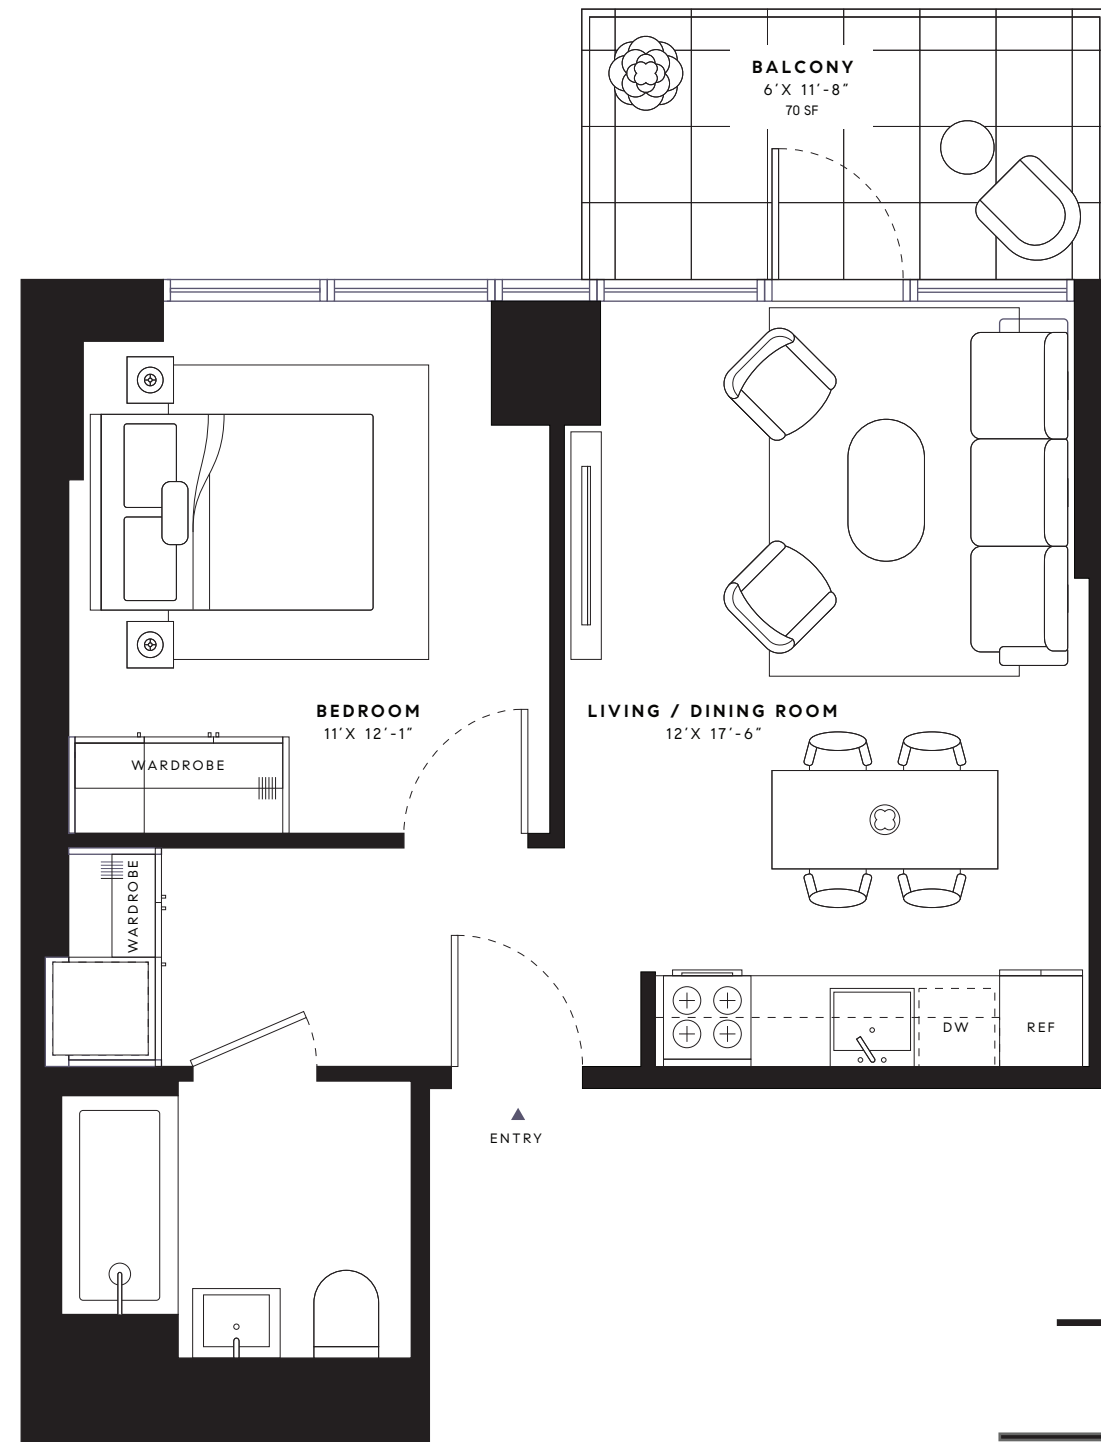 BALCONY
6’X 11’-8”
70 SF
BEDROOM
11’X 12’-1”
LIVING / DINING ROOM
12’X 17’-6”
WARDROBE
WARDROBE
DW
REF
ENTRY